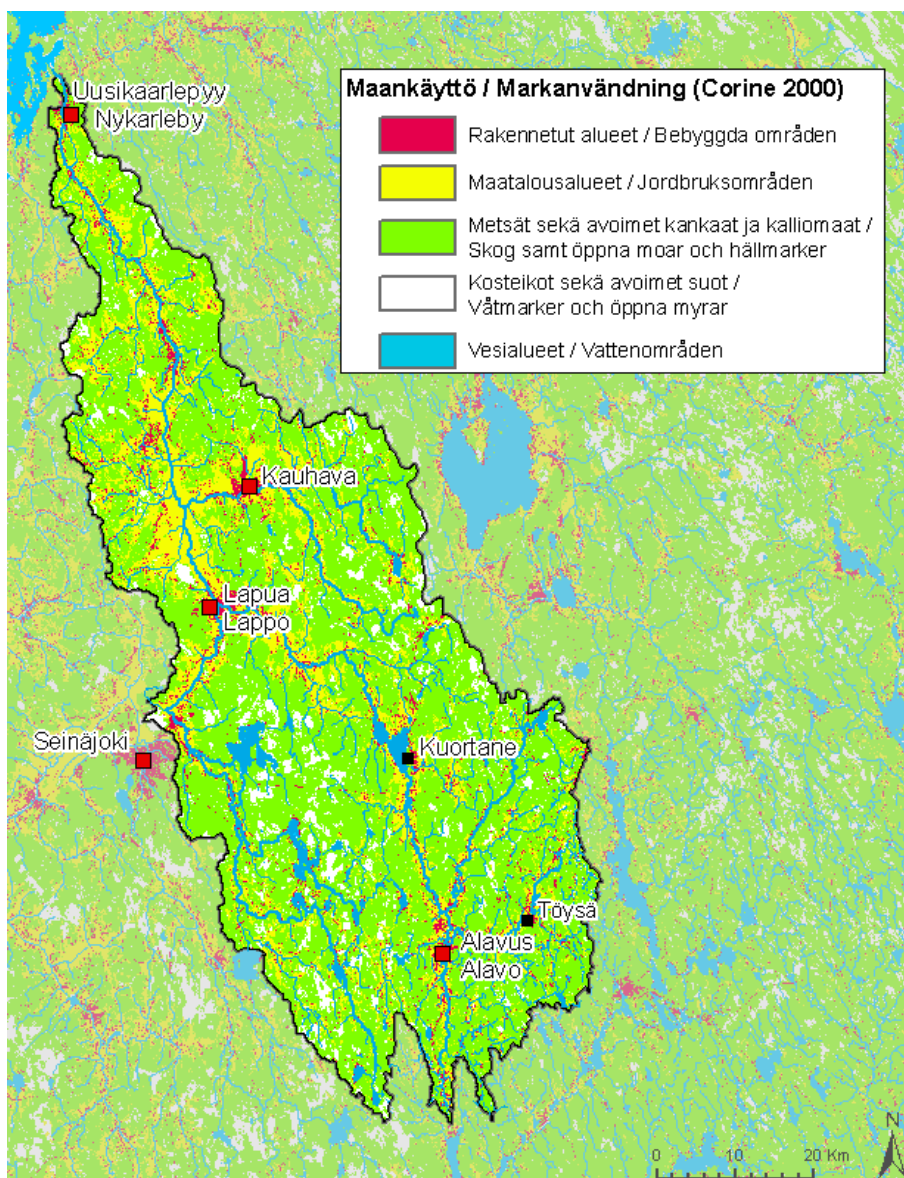 Uusikaarlepyy
Nykarleby
Maankäyttö / Markanvändning (Corine 2000)
Rakennetut alueet / Bebyggda områden
Maatalousalueet / Jordbruksområden
Metsät sekä avoimet kankaat ja kalliomaat /
Skog samt öppna moar och hällmarker
Kosteikot sekä avoimet suot /
Våtmarker och öppna myrar
Vesialueet / Vattenområden
Kauhava
Lapua
Lappo
Seinäjoki
Kuortane
Töysä
Alavus
Alavo
N
0 10 20 Km